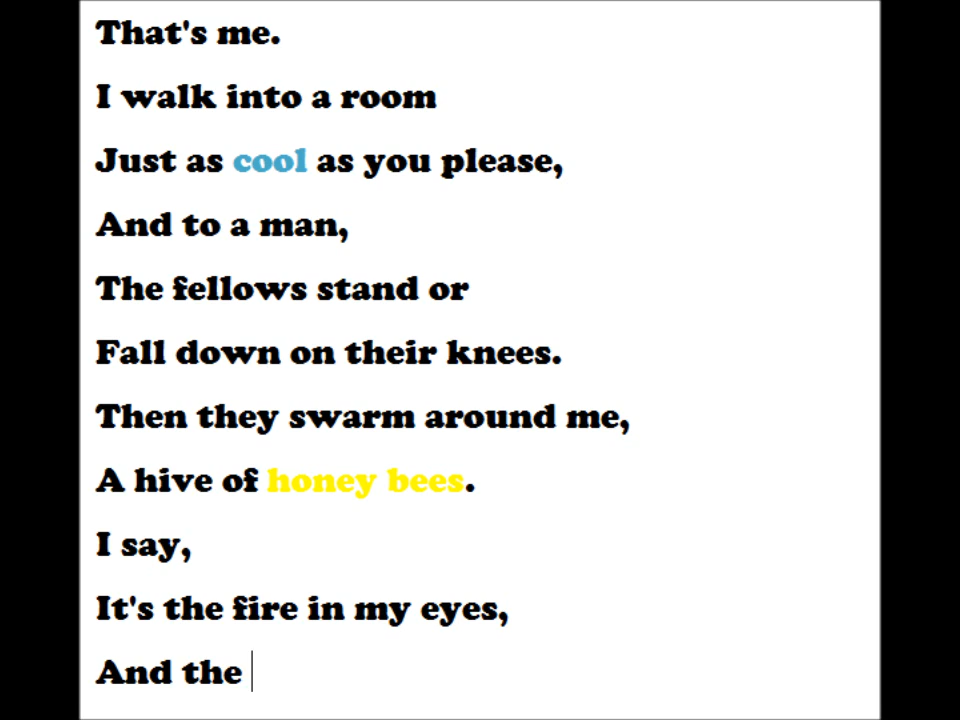 That's me.
I walk into a room
Just as cool as you please,
And to a man,
The fellows stand or
Fall down on their knees.
Then they swarm around me,
A hive of honey bees.
I say,
It's the fire in my eyes,
And the